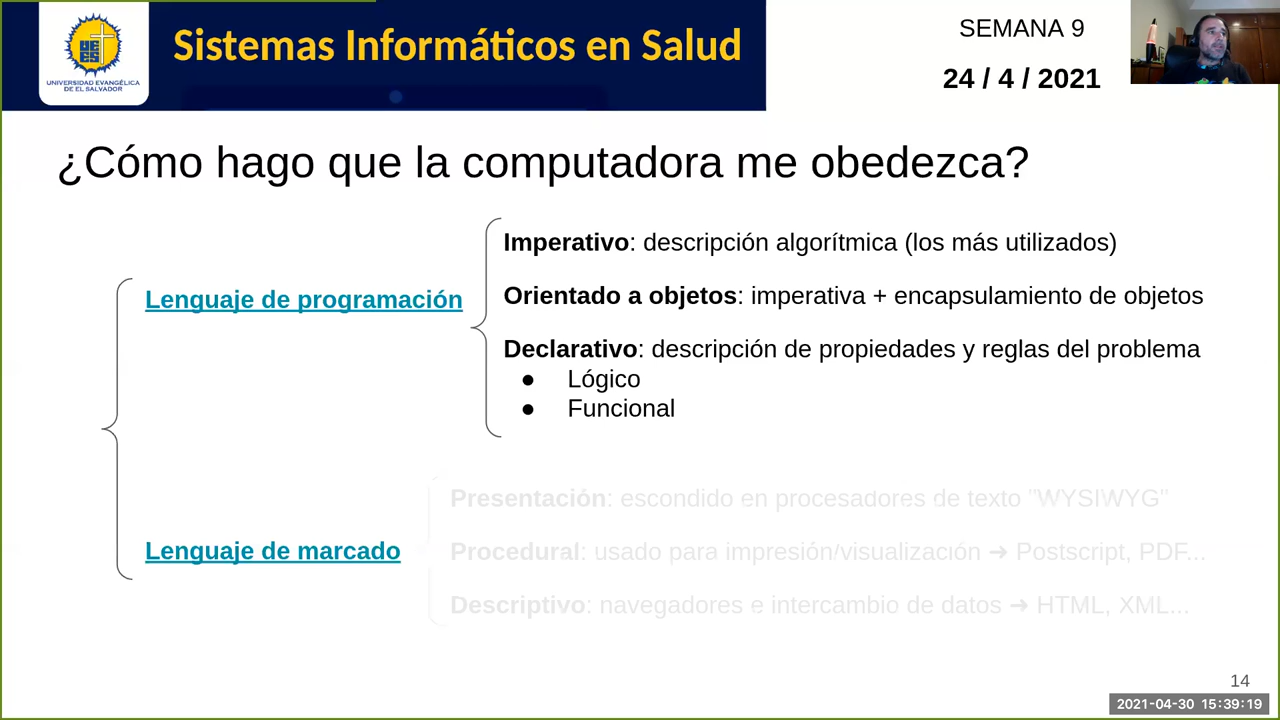 Sistemas Informáticos en Salud
UNIVERSIDAD EVANGÉLICA
DE EL SALVADOR
SEMANA 9
24 / 4 / 2021
¿Cómo hago que la computadora me obedezca?
Lenguaje de programación
Imperativo: descripción algorítmica (los más utilizados)
Orientado a objetos: imperativa + encapsulamiento de objetos
Declarativo: descripción de propiedades y reglas del problema
● Lógico
● Funcional
Lenguaje de marcado
Presentación: escondido en procesadores de texto "WYSIWYG"
Procedural: usado para impresión/visualización ➜ Postscript, PDF...
Descriptivo: navegadores e intercambio de datos ➜ HTML, XML...
14
2021-04-30 15:39:19